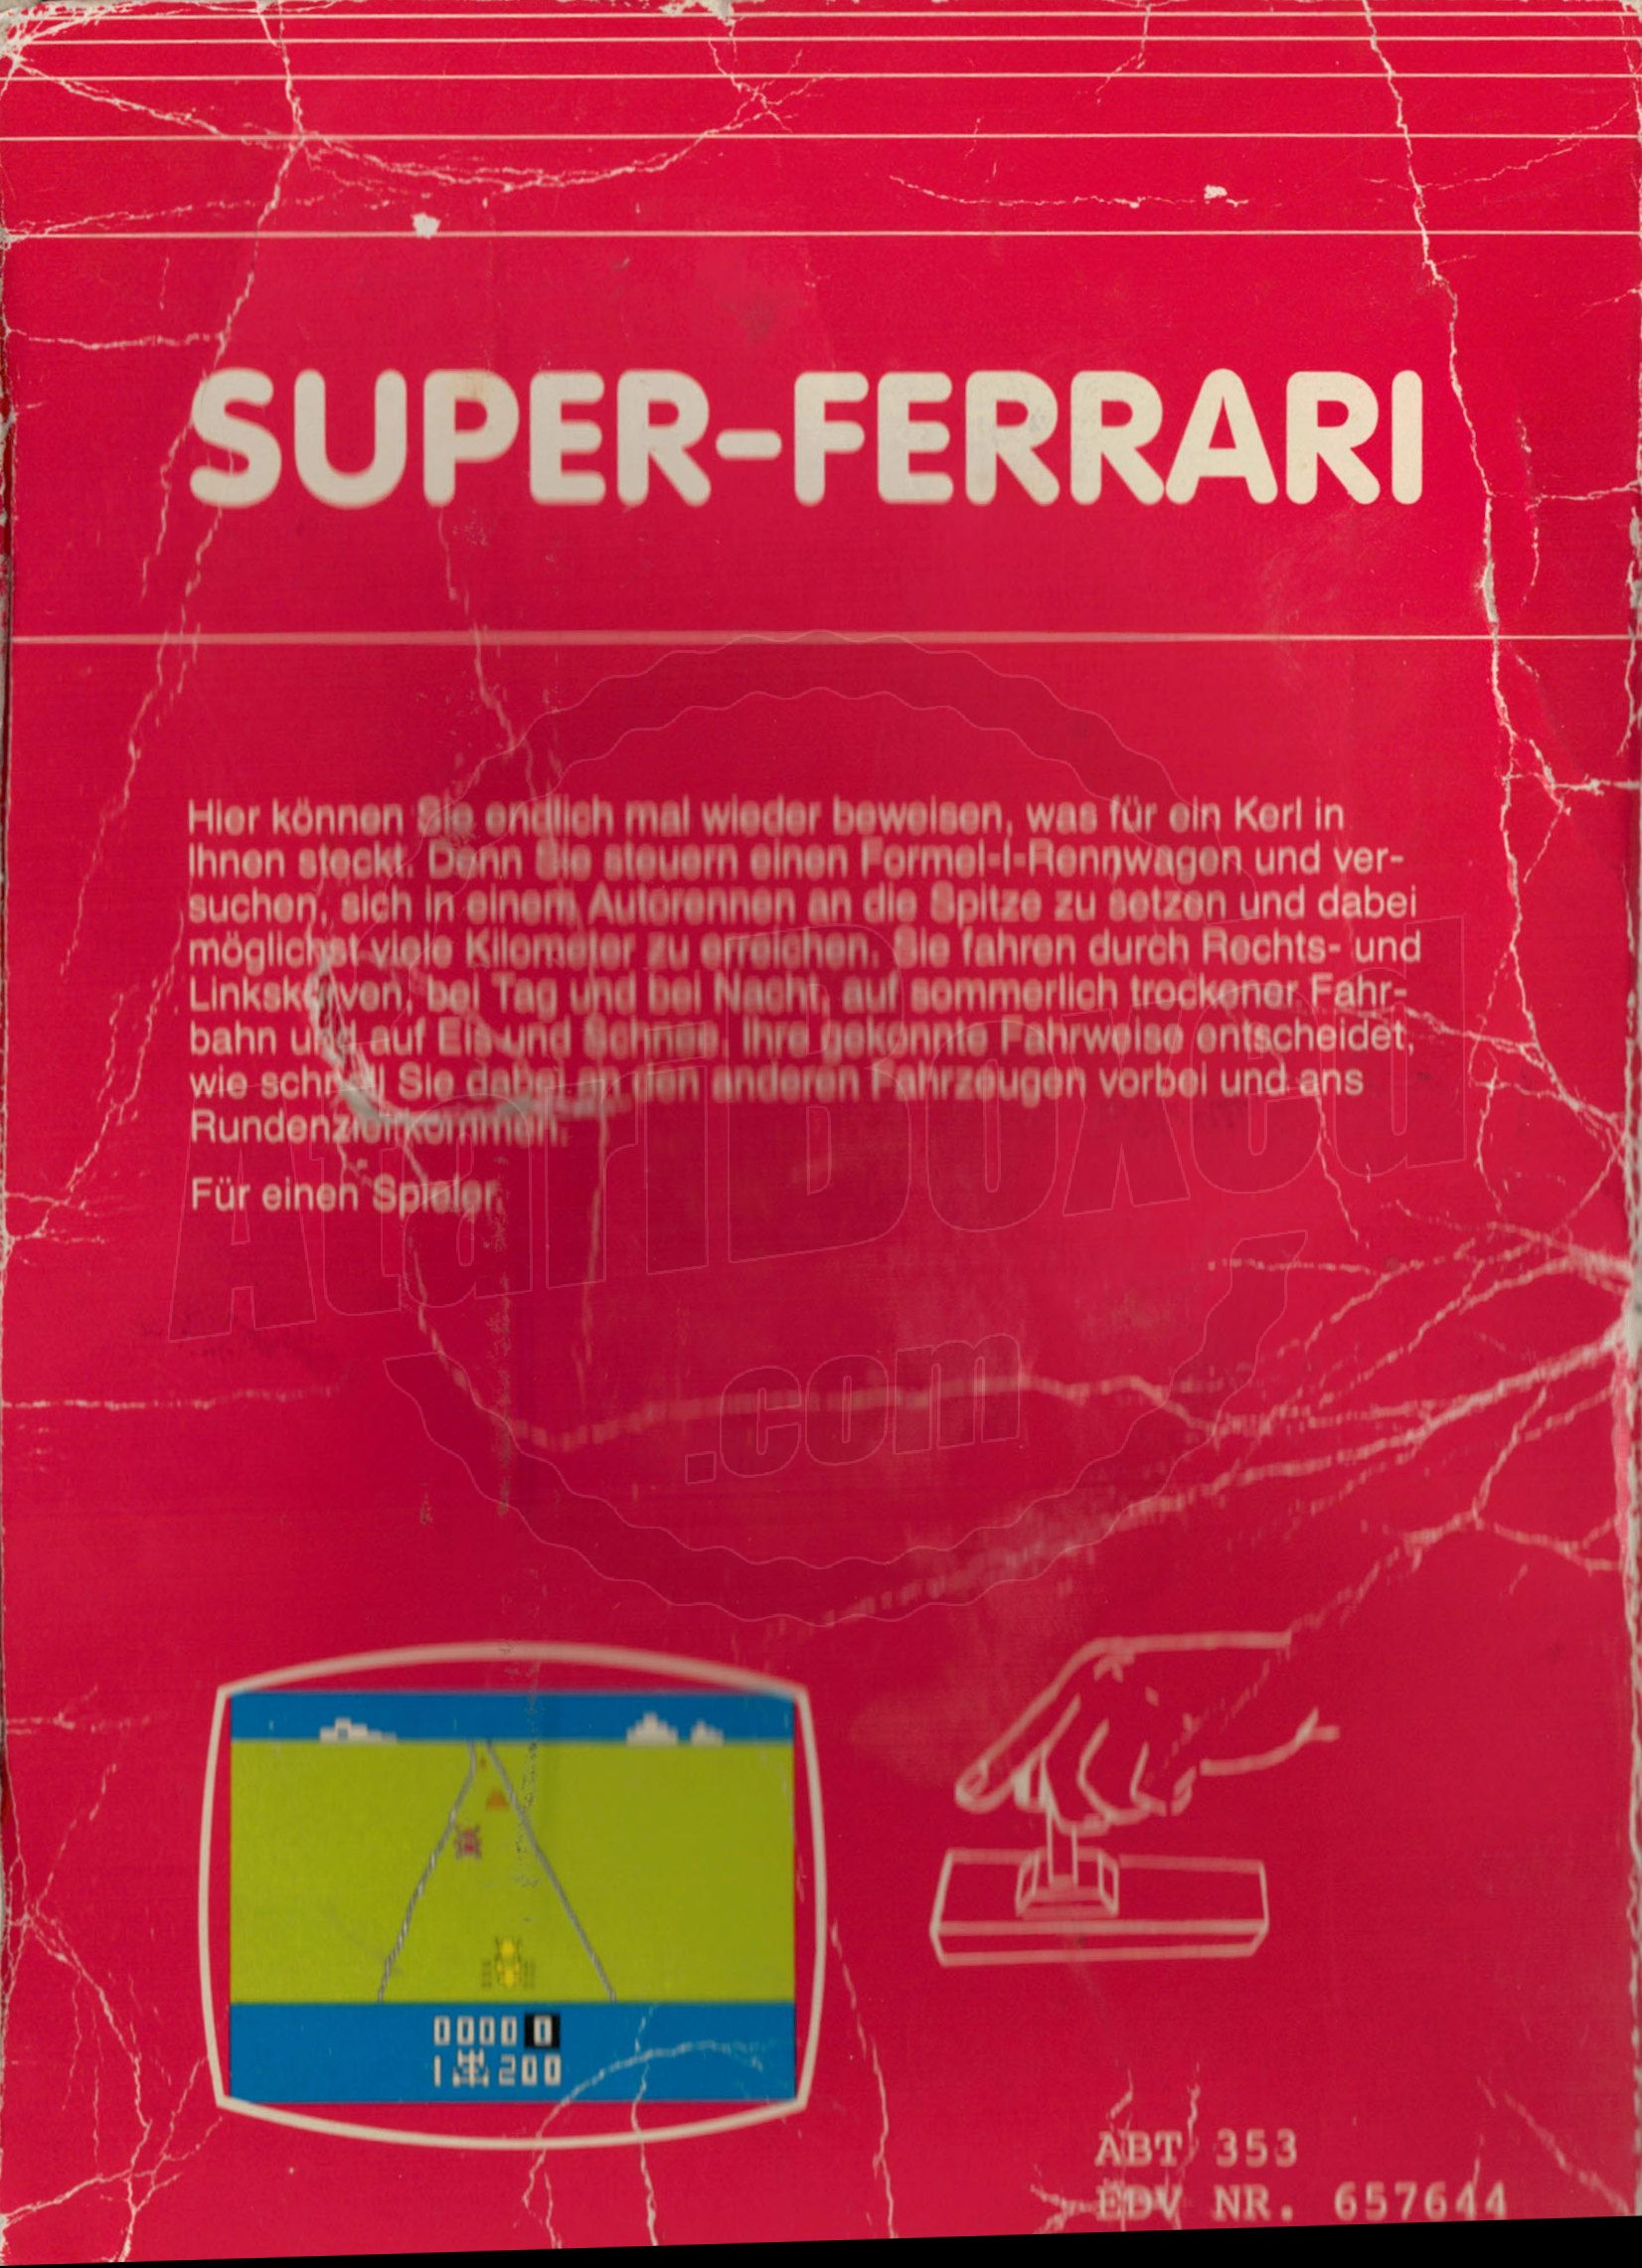 SUPER-FERRARI
Hier können Sie endlich mal wieder beweisen, was für ein Kerl in
Ihnen steckt. Denn Sie steuern einen Formel-I-Rennwagen und ver-
suchen, sich in einem Autorennen an die Spitze zu setzen und dabei
möglichst viele Kilometer zu erreichen. Sie fahren durch Rechts- und
Linkskurven, bei Tag und bei Nacht, auf sommerlich trockener Fahr-
bahn und auf Eis und Schnee. Ihre gekonnte Fahrweise entscheidet,
wie schnell Sie dabei an den anderen Fahrzeugen vorbei und ans
Rundenziel kommen.
Für einen Spieler.
AtariBoxed
.com
0000 0
1 200
ABT 353
EDV NR. 657644